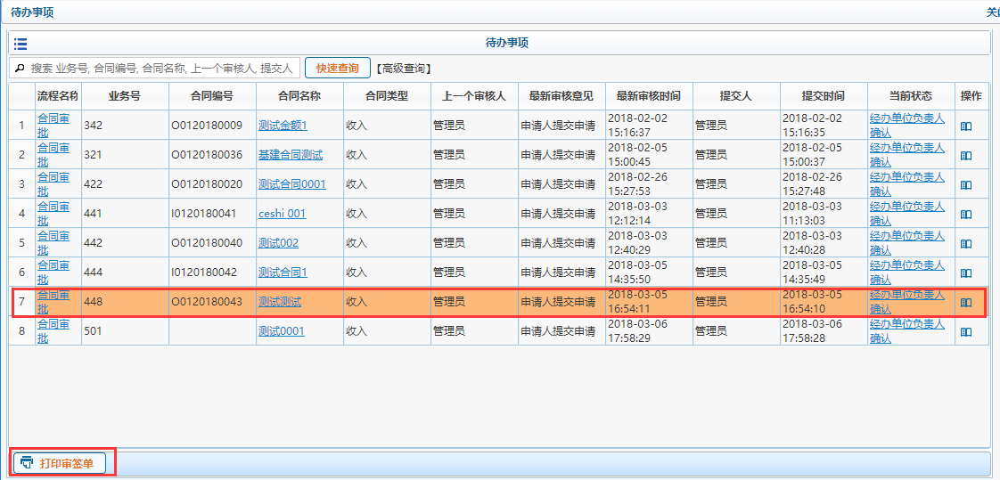 待办事项
关闭
待办事项
搜索 业务号, 合同编号, 合同名称, 上一个审核人, 提交人 快速查询 【高级查询】
流程名称 业务号 合同编号 合同名称 合同类型 上一个审核人 最新审核意见 最新审核时间 提交人 提交时间 当前状态 操作
1 合同审批 342 O0120180009 测试金额1 收入 管理员 申请人提交申请 2018-02-02 15:16:37 管理员 2018-02-02 15:16:35 经办单位负责人确认
2 合同审批 321 O0120180036 基建合同测试 收入 管理员 申请人提交申请 2018-02-05 15:00:45 管理员 2018-02-05 15:00:37 经办单位负责人确认
3 合同审批 422 O0120180020 测试合同0001 收入 管理员 申请人提交申请 2018-02-26 15:27:53 管理员 2018-02-26 15:27:48 经办单位负责人确认
4 合同审批 441 I0120180041 ceshi 001 收入 管理员 申请人提交申请 2018-03-03 12:12:14 管理员 2018-03-03 11:13:03 经办单位负责人确认
5 合同审批 442 O0120180040 测试002 收入 管理员 申请人提交申请 2018-03-03 12:40:29 管理员 2018-03-03 12:40:28 经办单位负责人确认
6 合同审批 444 I0120180042 测试合同1 收入 管理员 申请人提交申请 2018-03-05 14:35:50 管理员 2018-03-05 14:35:49 经办单位负责人确认
7 合同审批 448 O0120180043 测试测试 收入 管理员 申请人提交申请 2018-03-05 16:54:11 管理员 2018-03-05 16:54:10 经办单位负责人确认
8 合同审批 501 测试0001 收入 管理员 申请人提交申请 2018-03-06 17:58:29 管理员 2018-03-06 17:58:28 经办单位负责人确认
打印审签单